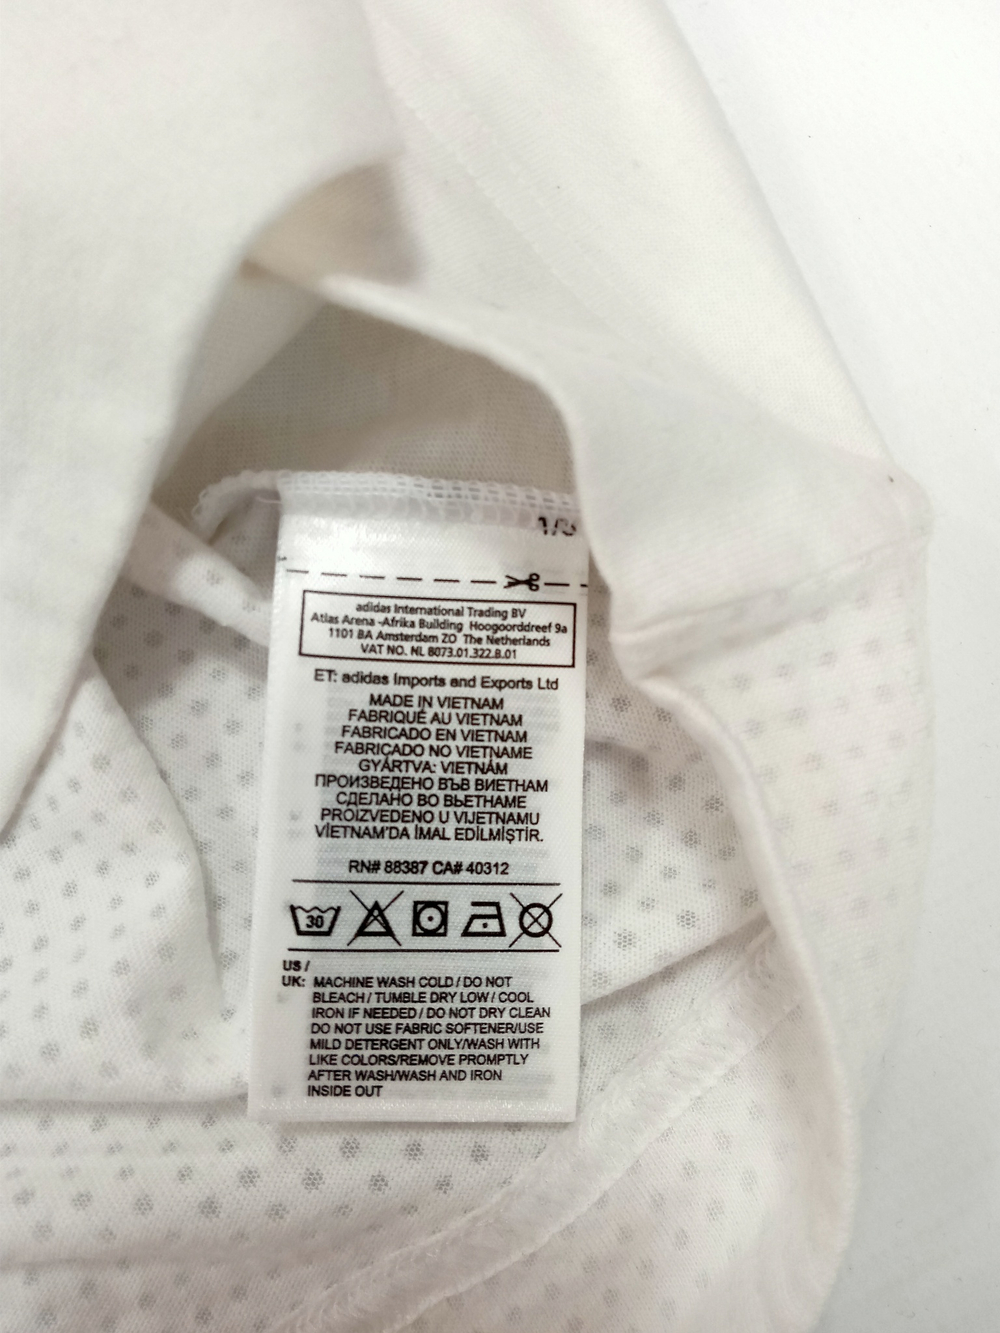 adidas International Trading BV
Atlas Arena -Afrika Building Hoogoorddreef 9a
1101 BA Amsterdam ZO The Netherlands
VAT NO. NL 8073.01.322.B.01
ET: adidas Imports and Exports Ltd
MADE IN VIETNAM
FABRIQUÉ AU VIETNAM
FABRICADO EN VIETNAM
FABRICADO NO VIETNAME
GYÁRTVA: VIETNÁM
ПРОИЗВЕДЕНО ВЪВ ВИЕТНАМ
СДЕЛАНО ВО ВЬЕТНАМЕ
PROIZVEDENO U VIJETNAMU
VİETNAM'DA İMAL EDİLMİŞTİR.
RN# 88387 CA# 40312
30
US /
UK: MACHINE WASH COLD / DO NOT
BLEACH / TUMBLE DRY LOW / COOL
IRON IF NEEDED / DO NOT DRY CLEAN
DO NOT USE FABRIC SOFTENER/USE
MILD DETERGENT ONLY/WASH WITH
LIKE COLORS/REMOVE PROMPTLY
AFTER WASH/WASH AND IRON
INSIDE OUT